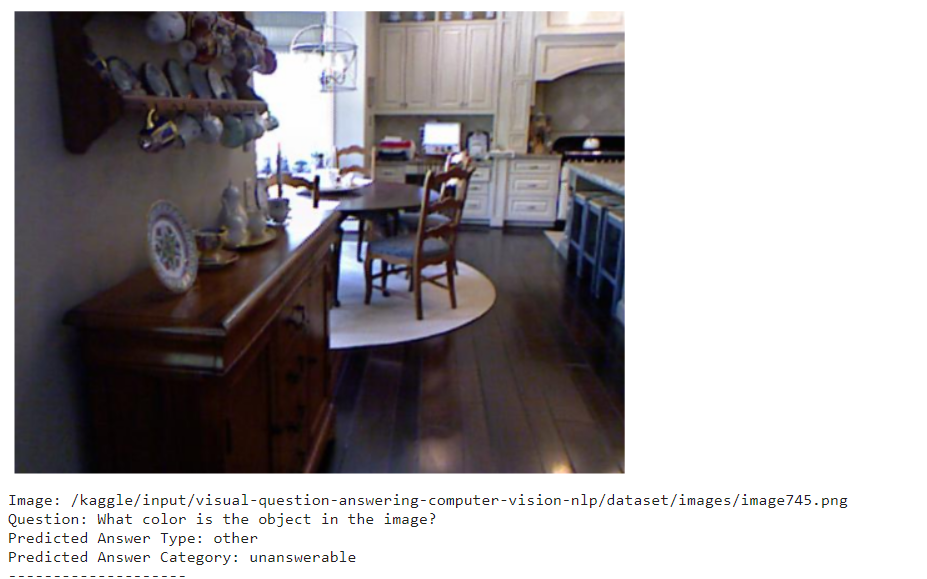 Image: /kaggle/input/visual-question-answering-computer-vision-nlp/dataset/images/image745.png
Question: What color is the object in the image?
Predicted Answer Type: other
Predicted Answer Category: unanswerable
---------------------